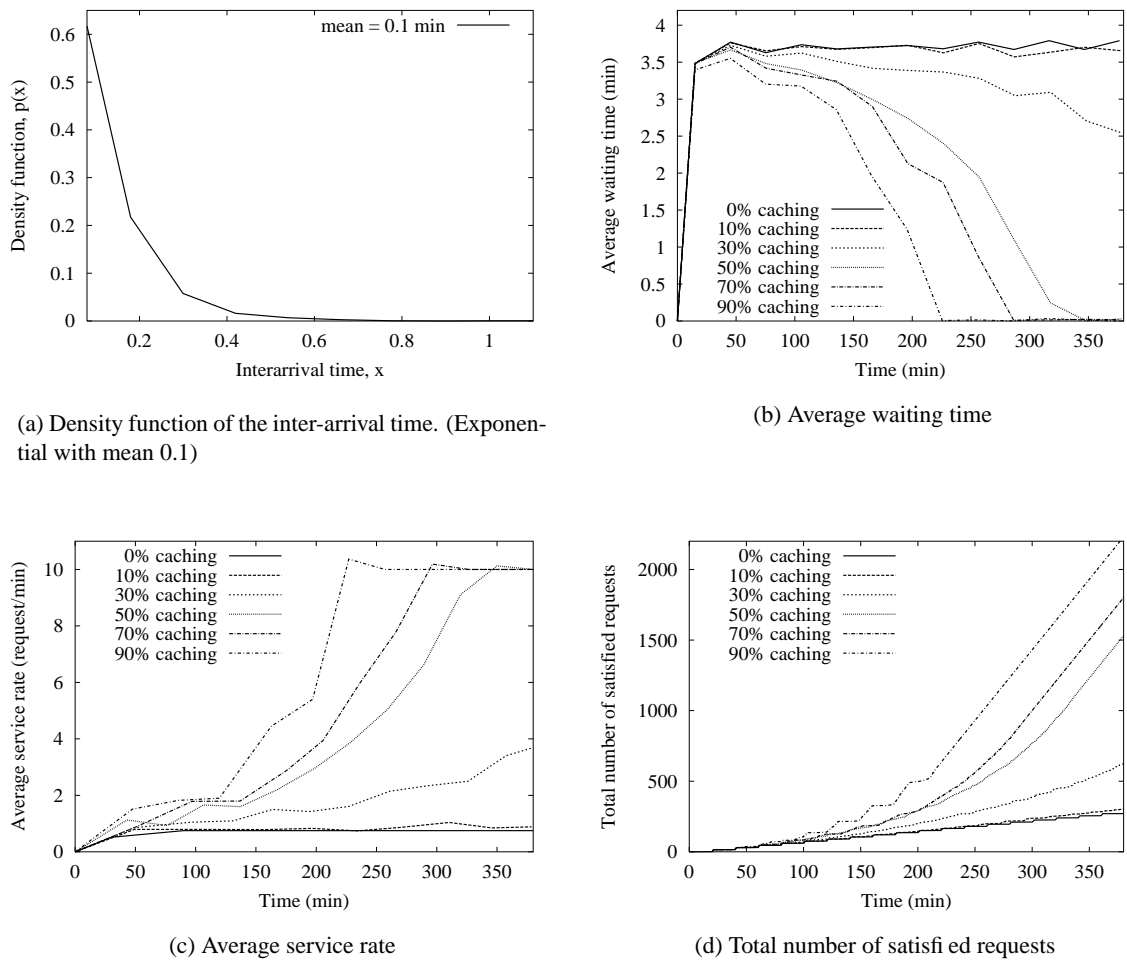 mean = 0.1 min
Density function, p(x)
0.6
0.5
0.4
0.3
0.2
0.1
0
0.2
0.4
0.6
0.8
1
Interarrival time, x
(a) Density function of the inter-arrival time. (Exponen-
tial with mean 0.1)
Average waiting time (min)
4
3.5
3
2.5
2
1.5
1
0.5
0
0% caching
10% caching
30% caching
50% caching
70% caching
90% caching
0
50
100
150
200
250
300
350
Time (min)
(b) Average waiting time
Average service rate (request/min)
10
8
6
4
2
0
0% caching
10% caching
30% caching
50% caching
70% caching
90% caching
0
50
100
150
200
250
300
350
Time (min)
(c) Average service rate
Total number of satisfied requests
2000
1500
1000
500
0
0% caching
10% caching
30% caching
50% caching
70% caching
90% caching
0
50
100
150
200
250
300
350
Time (min)
(d) Total number of satisfi ed requests